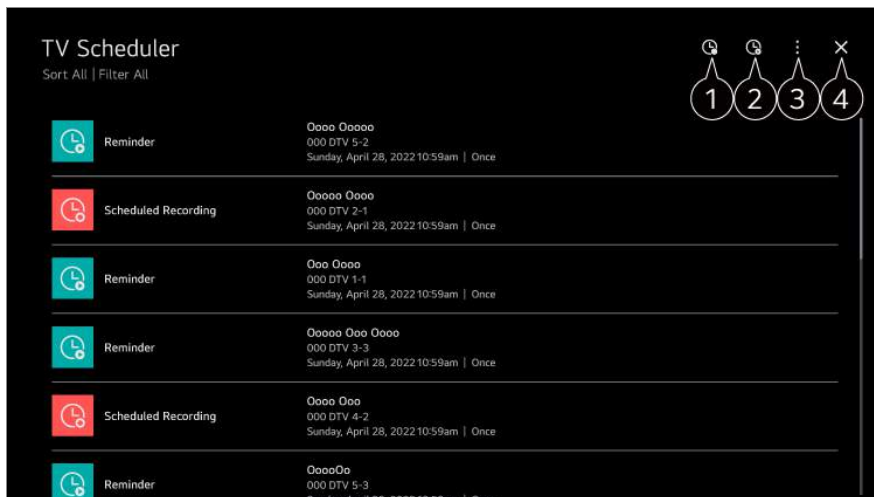 TV Scheduler
Sort All | Filter All
1 2 3 4
Reminder
Oooo Ooooo
000 DTV 5-2
Sunday, April 28, 2022 10:59am | Once
Scheduled Recording
Ooooo Oooo
000 DTV 2-1
Sunday, April 28, 2022 10:59am | Once
Reminder
Ooo Oooo
000 DTV 1-1
Sunday, April 28, 2022 10:59am | Once
Reminder
Ooooo Ooo Oooo
000 DTV 3-3
Sunday, April 28, 2022 10:59am | Once
Scheduled Recording
Oooo Ooo
000 DTV 4-2
Sunday, April 28, 2022 10:59am | Once
Reminder
OoooOo
000 DTV 5-3